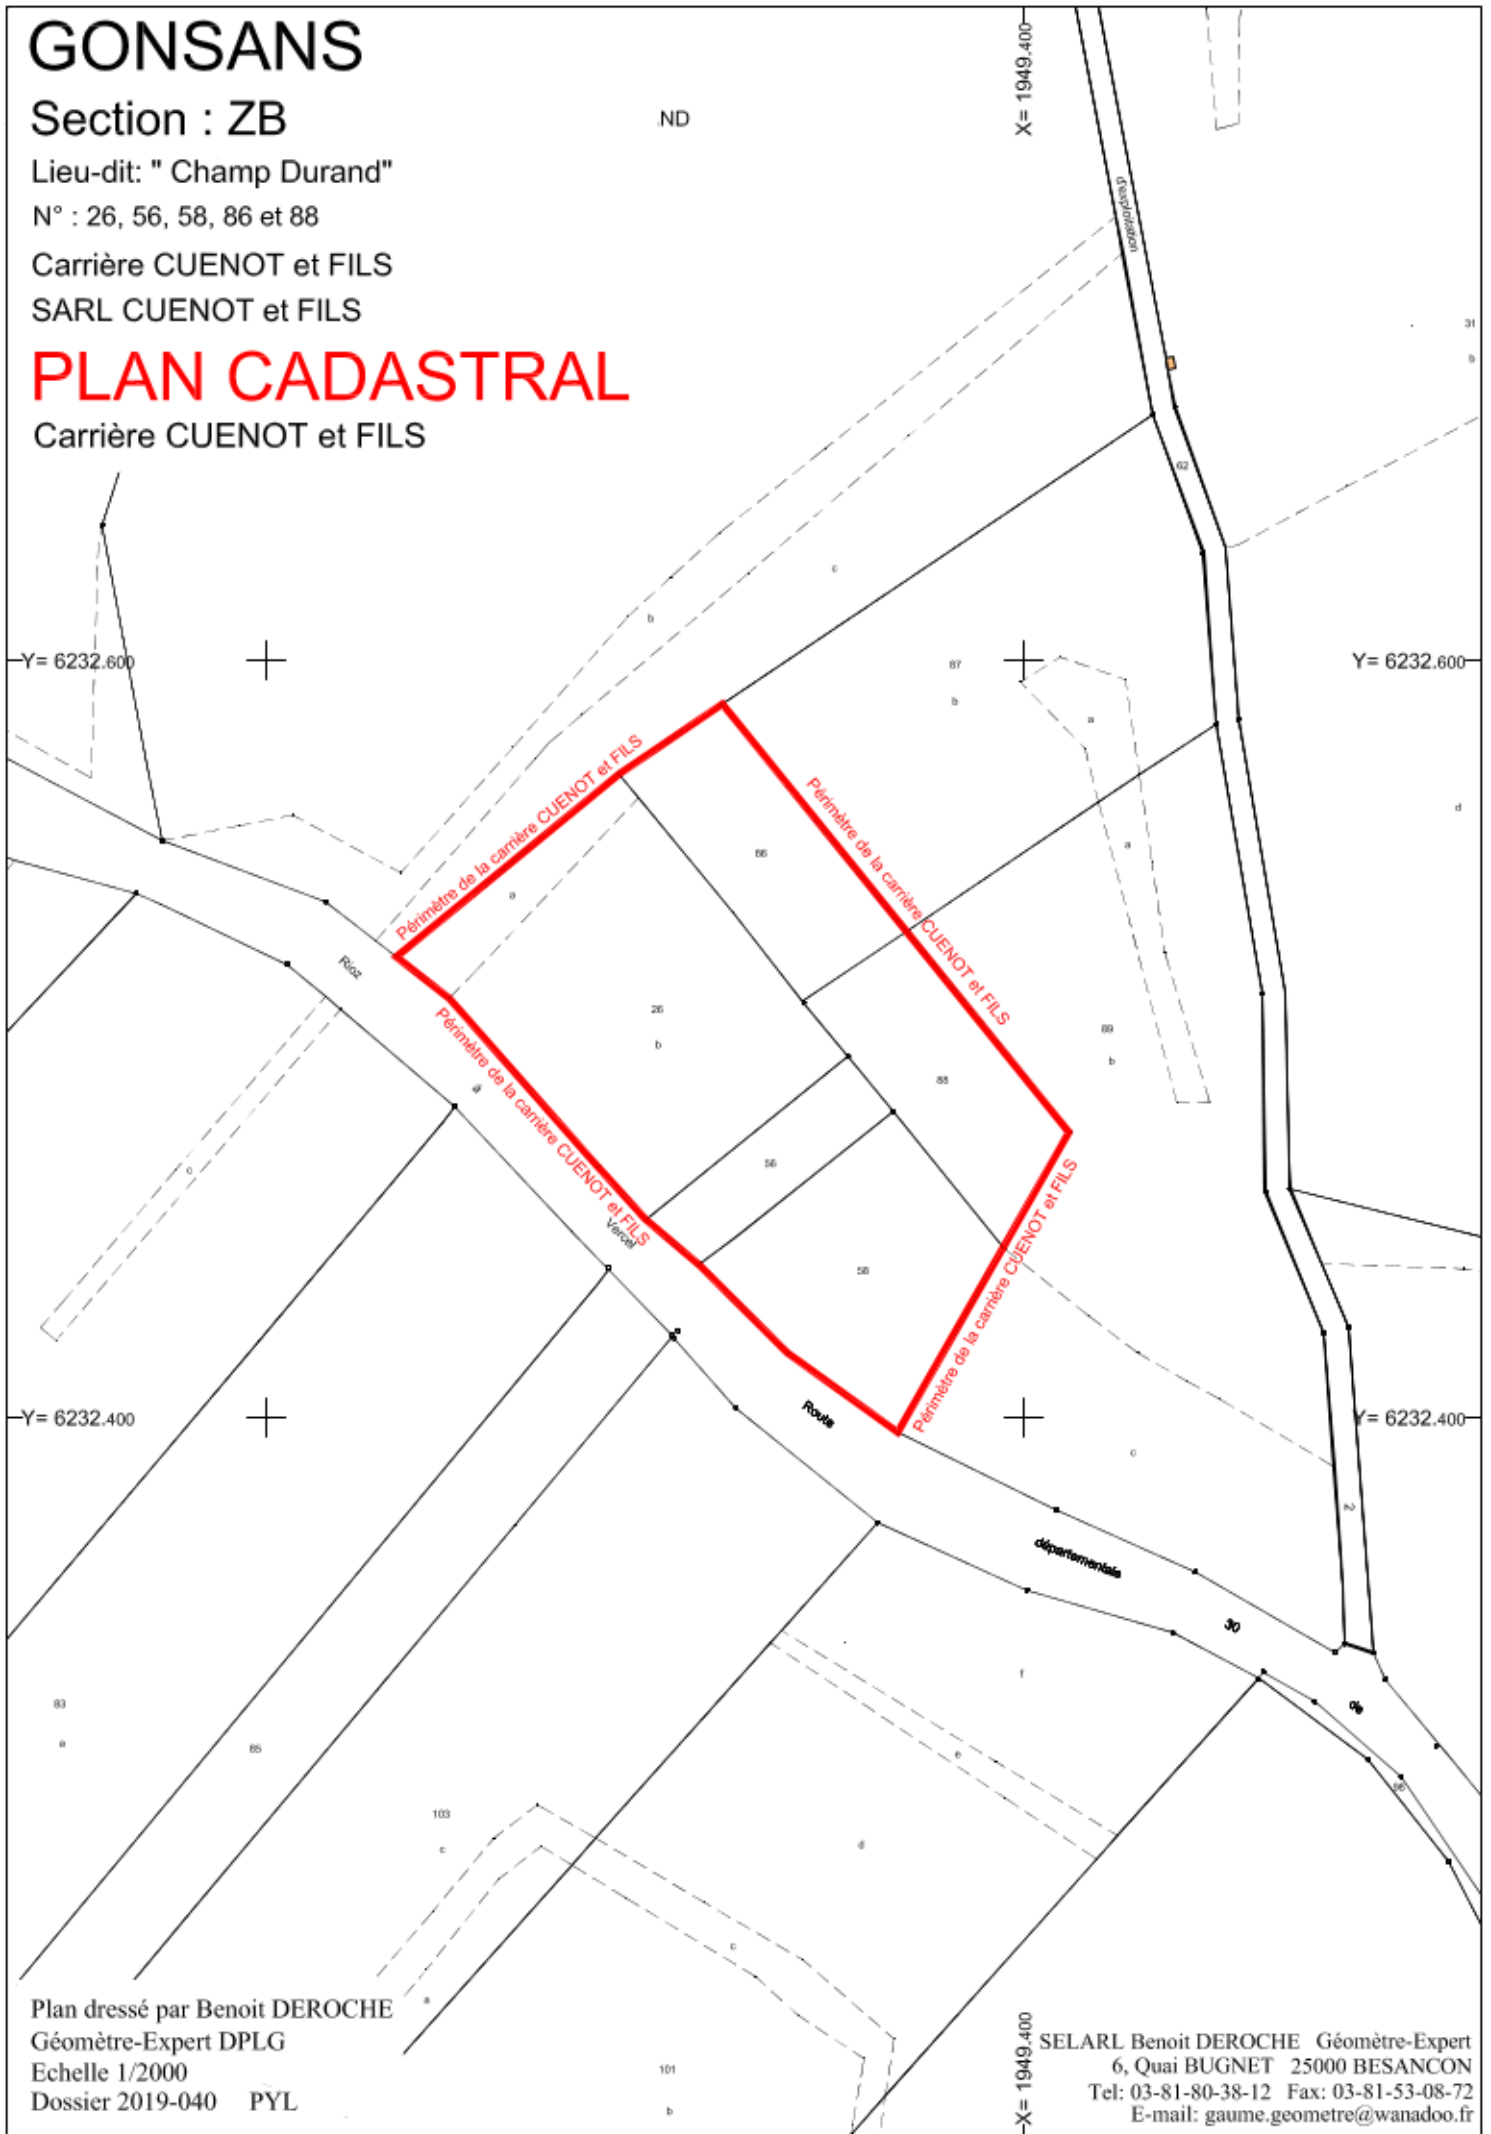 GONSANS
Section : ZB
Lieu-dit: " Champ Durand"
N° : 26, 56, 58, 86 et 88
Carrière CUENOT et FILS
SARL CUENOT et FILS
PLAN CADASTRAL
Carrière CUENOT et FILS
ND
X= 1949.400
d'exploitation
31
b
62
c
b
Y= 6232.600
Y= 6232.600
87
b
a
a
d
Périmètre de la carrière CUENOT et FILS
Périmètre de la carrière CUENOT et FILS
86
a
Rioz
26
b
89
b
88
à
Périmètre de la carrière CUENOT et FILS
c
56
Vercel
58
Périmètre de la carrière CUENOT et FILS
Y= 6232.400
Y= 6232.400
Route
c
2
départementale
30
de
f
83
a
85
e
96
103
c
d
c
a
101
b
Plan dressé par Benoit DEROCHE
Géomètre-Expert DPLG
Echelle 1/2000
Dossier 2019-040 PYL
X= 1949.400
SELARL Benoit DEROCHE Géomètre-Expert
6, Quai BUGNET 25000 BESANCON
Tel: 03-81-80-38-12 Fax: 03-81-53-08-72
E-mail: gaume.geometre@wanadoo.fr